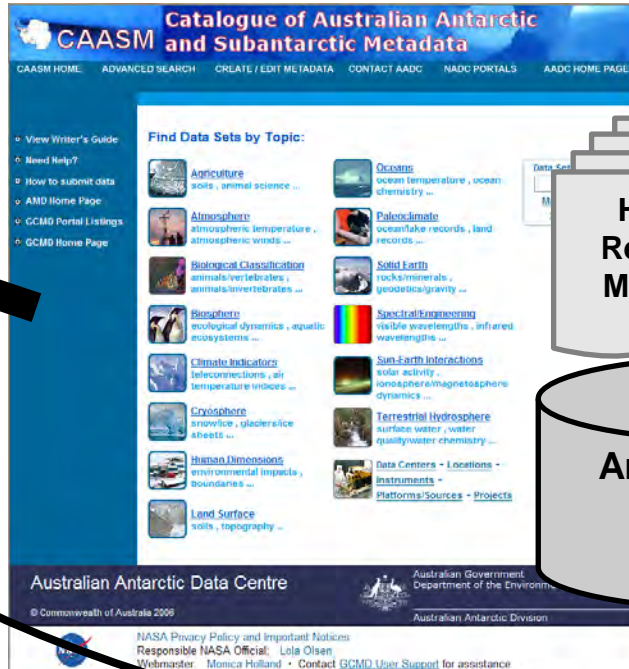 CAASM
Catalogue of Australian Antarctic
and Subantarctic Metadata
CAASM HOME ADVANCED SEARCH CREATE / EDIT METADATA CONTACT AADC NADC PORTALS AADC HOME PAGE
View Writer's Guide
Need Help?
How to submit data
AMD Home Page
GCMD Portal Listings
GCMD Home Page
Find Data Sets by Topic:
Agriculture
soils , animal science ...
Atmosphere
atmospheric temperature ,
atmospheric winds ...
Biological Classification
animals/vertebrates ,
animals/invertebrates ...
Biosphere
ecological dynamics , aquatic
ecosystems ...
Climate Indicators
teleconnections , air
temperature indices ...
Cryosphere
snow/ice , glaciers/ice
sheets ...
Human Dimensions
environmental impacts ,
boundaries ...
Land Surface
soils , topography ...
Oceans
ocean temperature , ocean
chemistry ...
Paleoclimate
ocean/lake records , land
records ...
Solid Earth
rocks/minerals ,
geodetics/gravity ...
Spectral/Engineering
visible wavelengths , infrared
wavelengths ...
Sun-Earth Interactions
solar activity ,
ionosphere/magnetosphere
dynamics ...
Terrestrial Hydrosphere
surface water , water
quality/water chemistry ...
Data Centers - Locations -
Instruments -
Platforms/Sources - Projects
Data Set
H
Re
M
Ar
Australian Antarctic Data Centre
© Commonwealth of Australia 2006
Australian Government
Department of the Environm
Australian Antarctic Division
NASA Privacy Policy and Important Notices
Responsible NASA Official: Lola Olsen
Webmaster: Monica Holland • Contact GCMD User Support for assistance